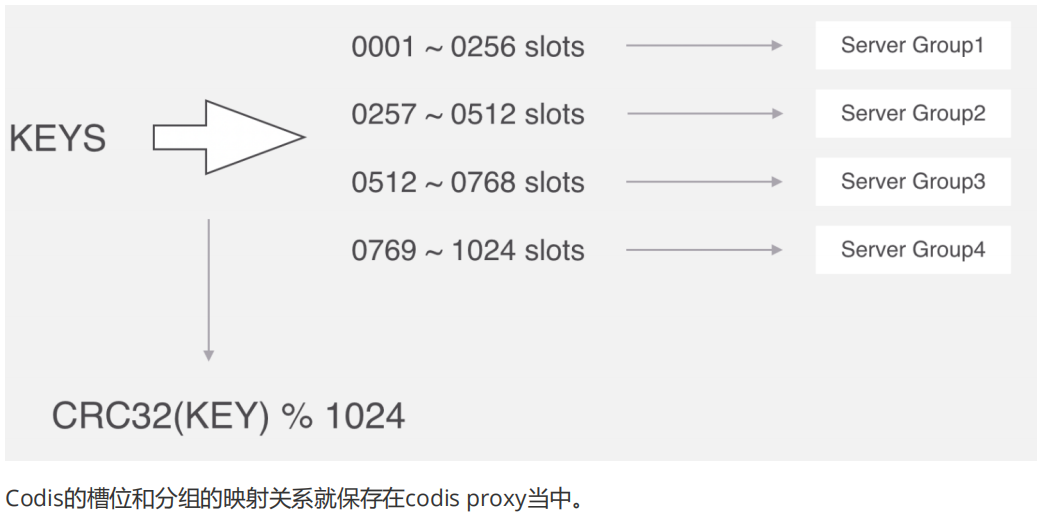 0001 ~ 0256 slots Server Group1
0257 ~ 0512 slots Server Group2
KEYS
0512 ~ 0768 slots Server Group3
0769 ~ 1024 slots Server Group4
CRC32(KEY) % 1024
Codis的槽位和分组的映射关系就保存在codis proxy当中。